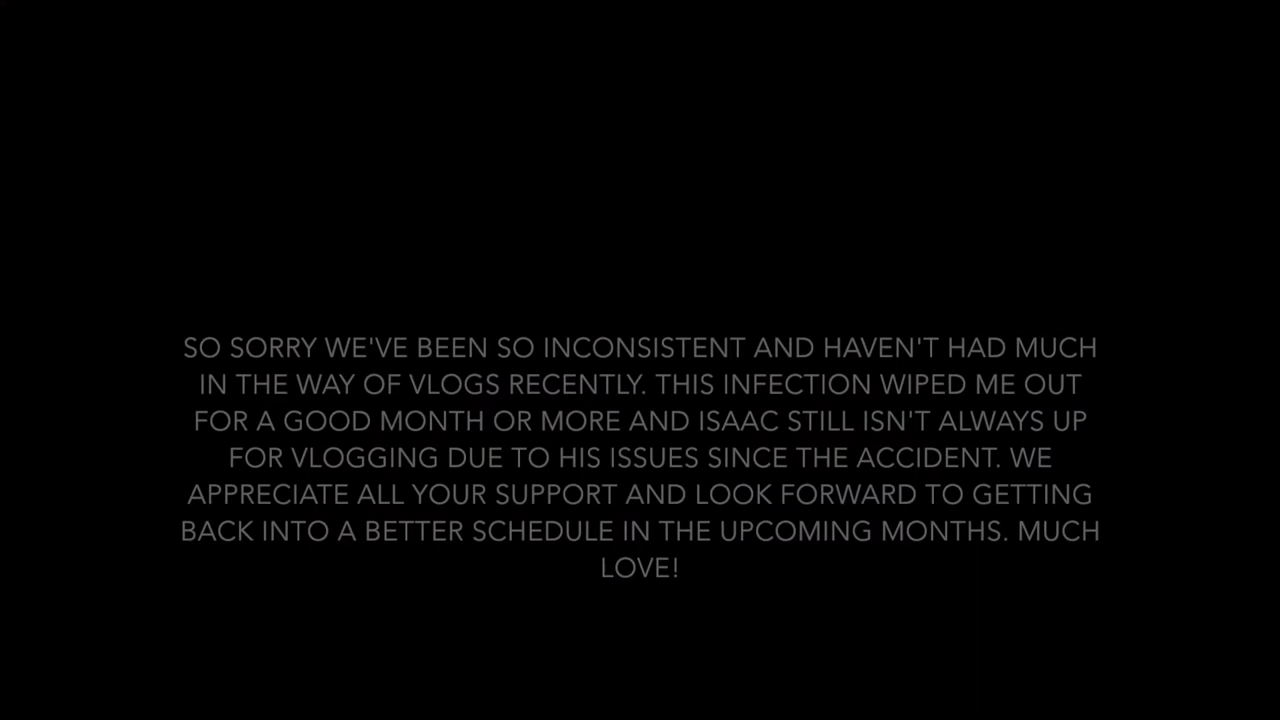 SO SORRY WE'VE BEEN SO INCONSISTENT AND HAVEN'T HAD MUCH
IN THE WAY OF VLOGS RECENTLY. THIS INFECTION WIPED ME OUT
FOR A GOOD MONTH OR MORE AND ISAAC STILL ISN'T ALWAYS UP
FOR VLOGGING DUE TO HIS ISSUES SINCE THE ACCIDENT. WE
APPRECIATE ALL YOUR SUPPORT AND LOOK FORWARD TO GETTING
BACK INTO A BETTER SCHEDULE IN THE UPCOMING MONTHS. MUCH
LOVE!